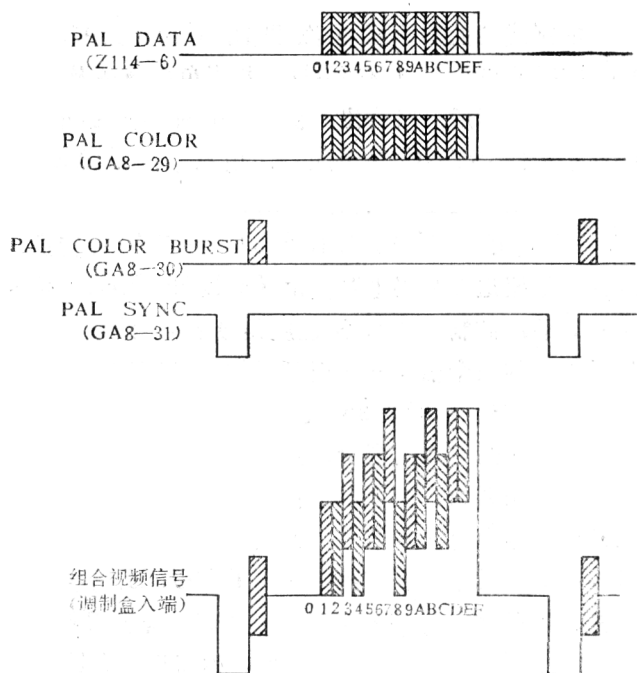 PAL DATA
(Z114—6)
0123456789ABCDEF
PAL COLOR
(GA8—29)
PAL COLOR BURST
(GA8—30)
PAL SYNC
(GA8—31)
组合视频信号
(调制盒入端)
0123456789ABCDEF